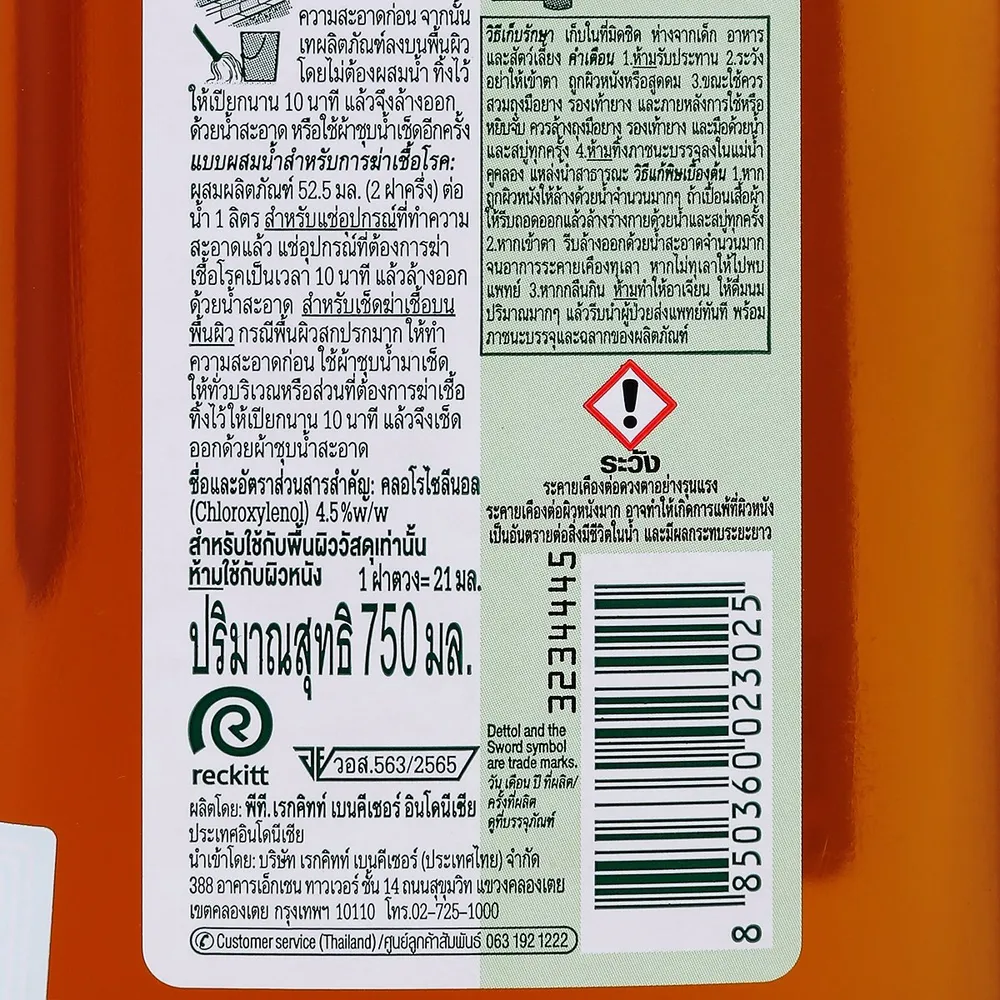 ความสะอาดก่อน จากนั้น
เทผลิตภัณฑ์ลงบนพื้นผิว
โดยไม่ต้องผสมน้ำ ทิ้งไว้
ให้เปียกนาน 10 นาที แล้วจึงล้างออก
ด้วยน้ำสะอาด หรือใช้ผ้าชุบน้ำเช็ดอีกครั้ง
แบบผสมน้ำสำหรับการฆ่าเชื้อโรค:
ผสมผลิตภัณฑ์ 52.5 มล. (2 ฝาครึ่ง) ต่อ
น้ำ 1 ลิตร สำหรับแช่อุปกรณ์ที่ทำความ
สะอาดแล้ว แช่อุปกรณ์ที่ต้องการฆ่า
เชื้อโรคเป็นเวลา 10 นาที แล้วล้างออก
ด้วยน้ำสะอาด สำหรับเช็ดฆ่าเชื้อบน
พื้นผิว กรณีพื้นผิวสกปรกมาก ให้ทำ
ความสะอาดก่อน ใช้ผ้าชุบน้ำมาเช็ด
ให้ทั่วบริเวณหรือส่วนที่ต้องการฆ่าเชื้อ
ทิ้งไว้ให้เปียกนาน 10 นาที แล้วจึงเช็ด
ออกด้วยผ้าชุบน้ำสะอาด
ชื่อและอัตราส่วนสารสำคัญ: คลอโรไซลีนอล
(Chloroxylenol) 4.5%w/w
สำหรับใช้กับพื้นผิววัสดุเท่านั้น
ห้ามใช้กับผิวหนัง 1 ฝาตวง= 21 มล.
ปริมาณสุทธิ 750 มล.
reckitt
วอส.563/2565
ผลิตโดย: พีที. เรกคิทท์ เบนคีเซอร์ อินโดนีเซีย
ประเทศอินโดนีเซีย
นำเข้าโดย: บริษัท เรกคิทท์ เบนคีเซอร์ (ประเทศไทย) จำกัด
388 อาคารเอ็กเชน ทาวเวอร์ ชั้น 14 ถนนสุขุมวิท แขวงคลองเตย
เขตคลองเตย กรุงเทพฯ 10110 โทร.02-725-1000
Customer service (Thailand) /ศูนย์ลูกค้าสัมพันธ์ 063 192 1222
วิธีเก็บรักษา เก็บในที่มิดชิด ห่างจากเด็ก อาหาร
และสัตว์เลี้ยง คำเตือน 1.ห้ามรับประทาน 2.ระวัง
อย่าให้เข้าตา ถูกผิวหนังหรือสูดดม 3.ขณะใช้ควร
สวมถุงมือยาง รองเท้ายาง และภายหลังการใช้หรือ
หยิบจับ ควรล้างถุงมือยาง รองเท้ายาง และมือด้วยน้ำ
และสบู่ทุกครั้ง 4.ห้ามทิ้งภาชนะบรรจุลงในแม่น้ำ
คูคลอง แหล่งน้ำสาธารณะ วิธีแก้พิษเบื้องต้น 1.หาก
ถูกผิวหนังให้ล้างด้วยน้ำจำนวนมากๆ ถ้าเปื้อนเสื้อผ้า
ให้รีบถอดออกแล้วล้างร่างกายด้วยน้ำและสบู่ทุกครั้ง
2.หากเข้าตา รีบล้างออกด้วยน้ำสะอาดจำนวนมาก
จนอาการระคายเคืองทุเลา หากไม่ทุเลาให้ไปพบ
แพทย์ 3.หากกลืนกิน ห้ามทำให้อาเจียน ให้ดื่มนม
ปริมาณมากๆ แล้วรีบนำผู้ป่วยส่งแพทย์ทันที พร้อม
ภาชนะบรรจุและฉลากของผลิตภัณฑ์
ระวัง
ระคายเคืองต่อดวงตาอย่างรุนแรง
ระคายเคืองต่อผิวหนังมาก อาจทำให้เกิดการแพ้ที่ผิวหนัง
เป็นอันตรายต่อสิ่งมีชีวิตในน้ำ และมีผลกระทบระยะยาว
3234445
Dettol and the
Sword symbol
are trade marks.
วัน เดือน ปี ที่ผลิต/
ครั้งที่ผลิต
ดูที่บรรจุภัณฑ์
8 850360 023025